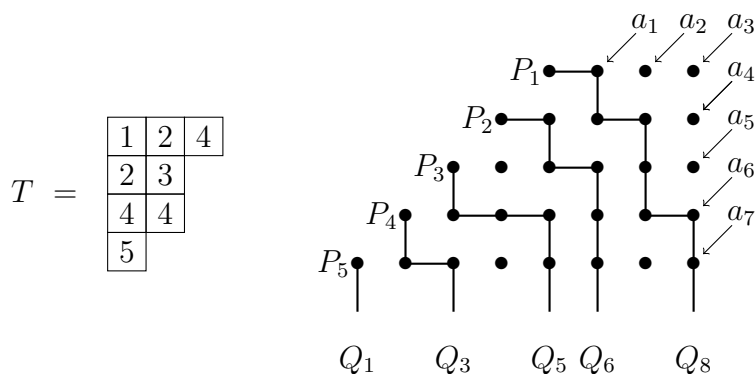 T =
1 2 4
2 3
4 4
5
a₁ a₂ a₃
P₁
a₄
P₂
a₅
P₃
a₆
P₄
a₇
P₅
Q₁ Q₃ Q₅ Q₆ Q₈